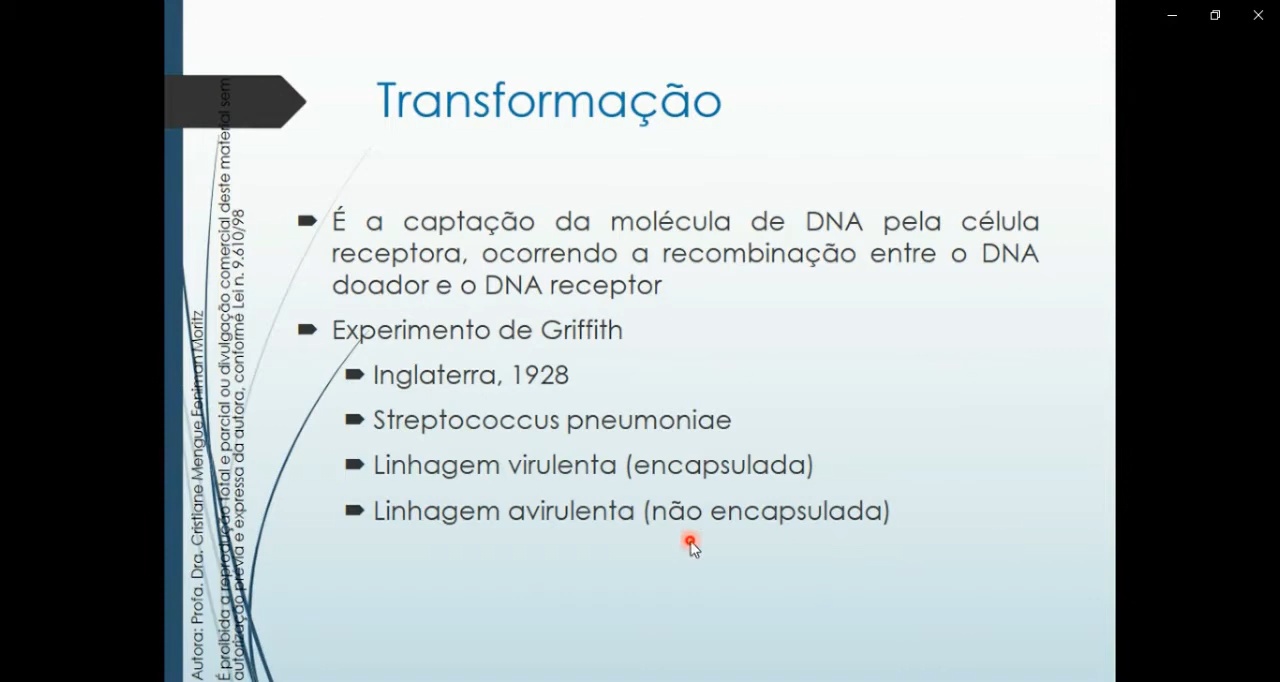 Transformação
É a captação da molécula de DNA pela célula
receptora, ocorrendo a recombinação entre o DNA
doador e o DNA receptor
Experimento de Griffith
Inglaterra, 1928
Streptococcus pneumoniae
Linhagem virulenta (encapsulada)
Linhagem avirulenta (não encapsulada)
Autora: Profa. Dra. Cristiane Mengue Feniman Moritz
É proibida a reprodução total e parcial ou divulgação comercial deste material sem
autorização prévia e expressa da autora, conforme Lei n. 9.610/98